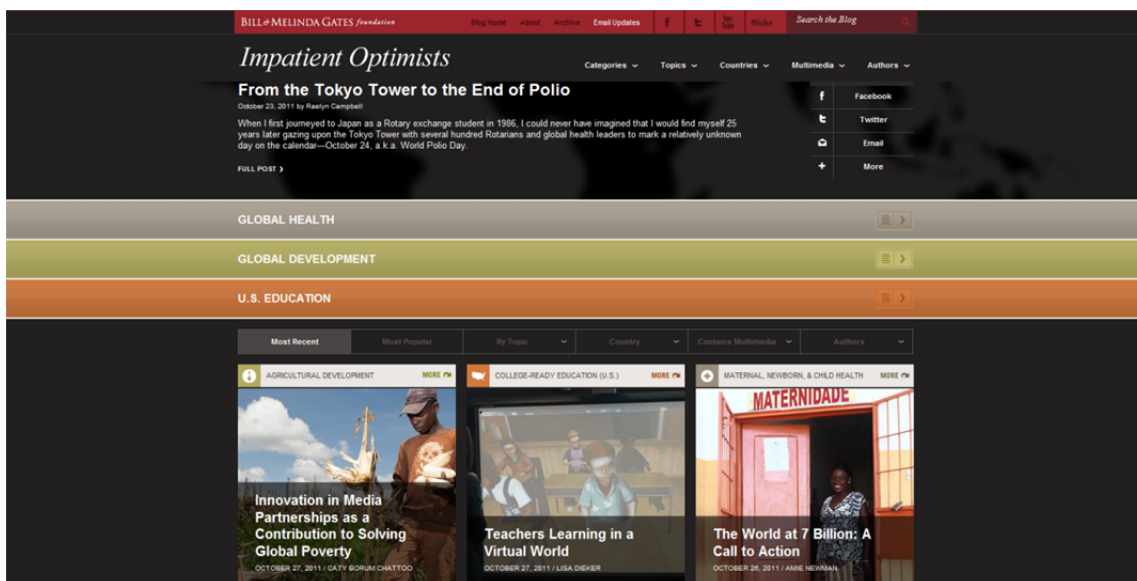 BILL & MELINDA GATES foundation
Blog Home About Archive Email Updates
You Tube flickr
Search the Blog
Impatient Optimists
Categories Topics Countries Multimedia Authors
From the Tokyo Tower to the End of Polio
October 23, 2011 by Raelyn Campbell
When I first journeyed to Japan as a Rotary exchange student in 1986, I could never have imagined that I would find myself 25
years later gazing upon the Tokyo Tower with several hundred Rotarians and global health leaders to mark a relatively unknown
day on the calendar—October 24, a.k.a. World Polio Day.
FULL POST
Facebook
Twitter
Email
More
GLOBAL HEALTH
GLOBAL DEVELOPMENT
U.S. EDUCATION
Most Recent Most Popular By Topic Country Contains Multimedia Authors
AGRICULTURAL DEVELOPMENT MORE
Innovation in Media
Partnerships as a
Contribution to Solving
Global Poverty
OCTOBER 27, 2011 / CATY BORUM CHATTOO
COLLEGE-READY EDUCATION (U.S.) MORE
Teachers Learning in a
Virtual World
OCTOBER 27, 2011 / LISA DIEKER
MATERNAL, NEWBORN, & CHILD HEALTH MORE
MATERNIDADE
The World at 7 Billion: A
Call to Action
OCTOBER 26, 2011 / AMIE NEWMAN